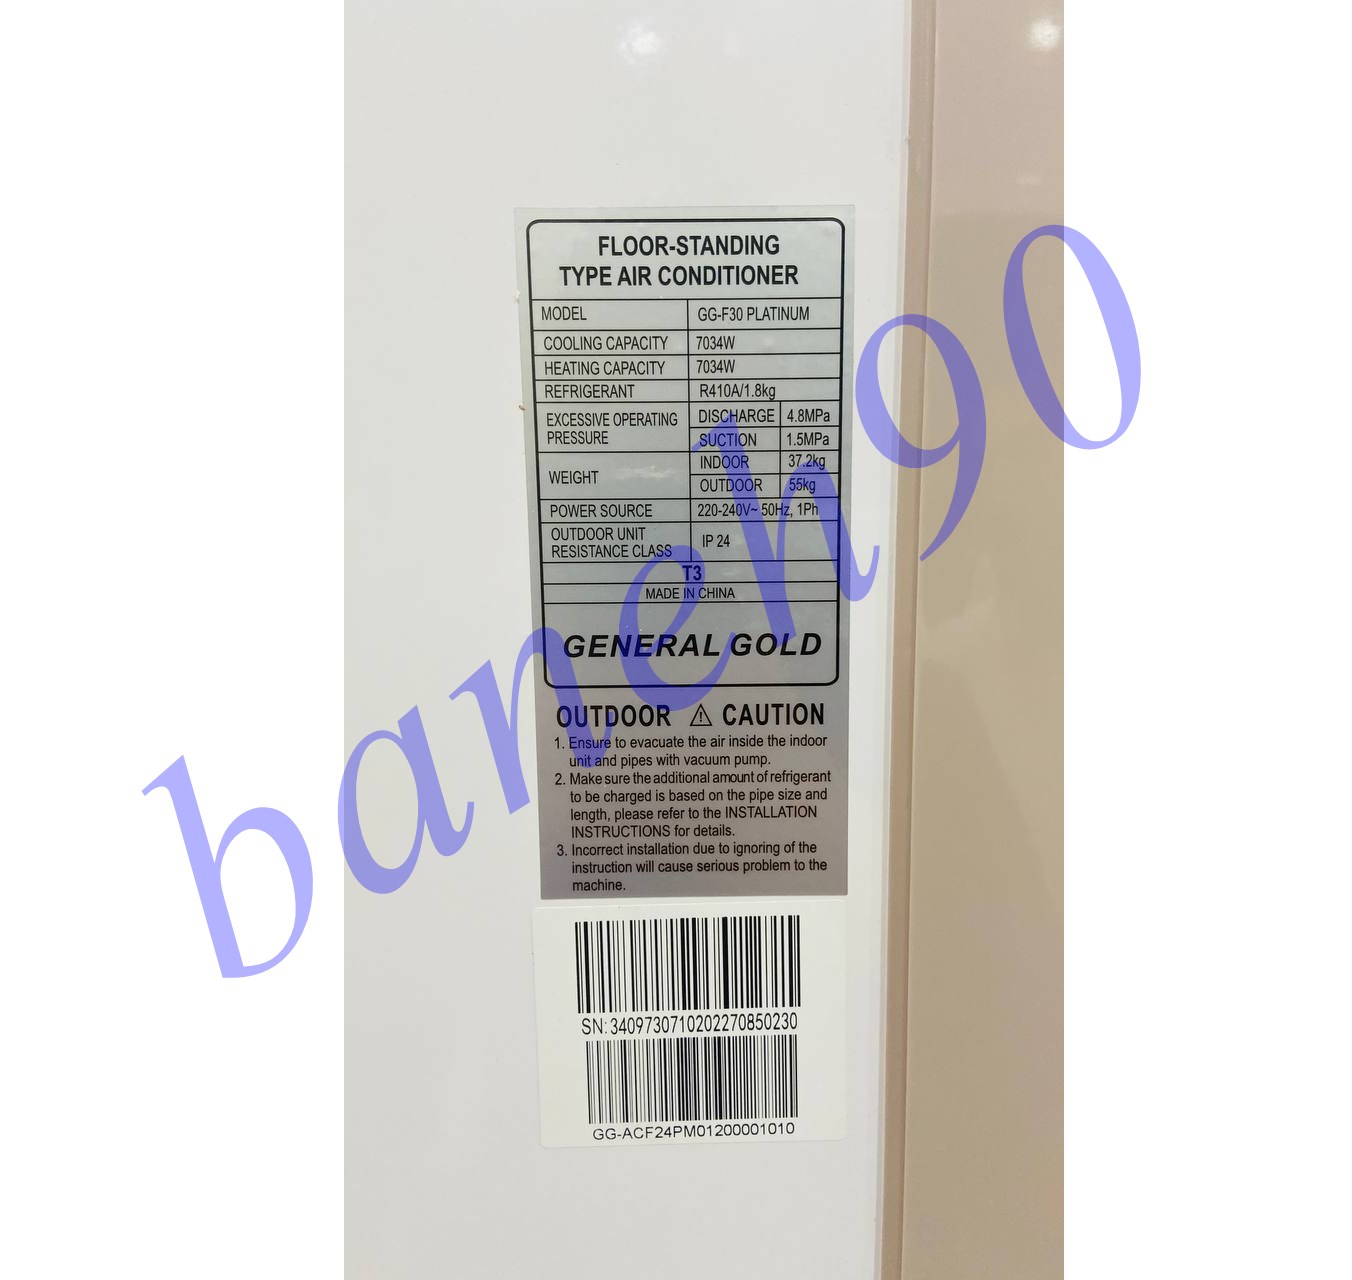 FLOOR-STANDING
TYPE AIR CONDITIONER
MODEL GG-F30 PLATINUM
COOLING CAPACITY 7034W
HEATING CAPACITY 7034W
REFRIGERANT R410A/1.8kg
EXCESSIVE OPERATING PRESSURE DISCHARGE 4.8MPa
SUCTION 1.5MPa
WEIGHT INDOOR 37.2kg
OUTDOOR 55kg
POWER SOURCE 220-240V~ 50Hz, 1Ph
OUTDOOR UNIT
RESISTANCE CLASS IP 24
T3
MADE IN CHINA
GENERAL GOLD
OUTDOOR ⚠ CAUTION
1. Ensure to evacuate the air inside the indoor
unit and pipes with vacuum pump.
2. Make sure the additional amount of refrigerant
to be charged is based on the pipe size and
length, please refer to the INSTALLATION
INSTRUCTIONS for details.
3. Incorrect installation due to ignoring of the
instruction will cause serious problem to the
machine.
SN: 3409730710202270850230
GG-ACF24PM01200001010
baneh90